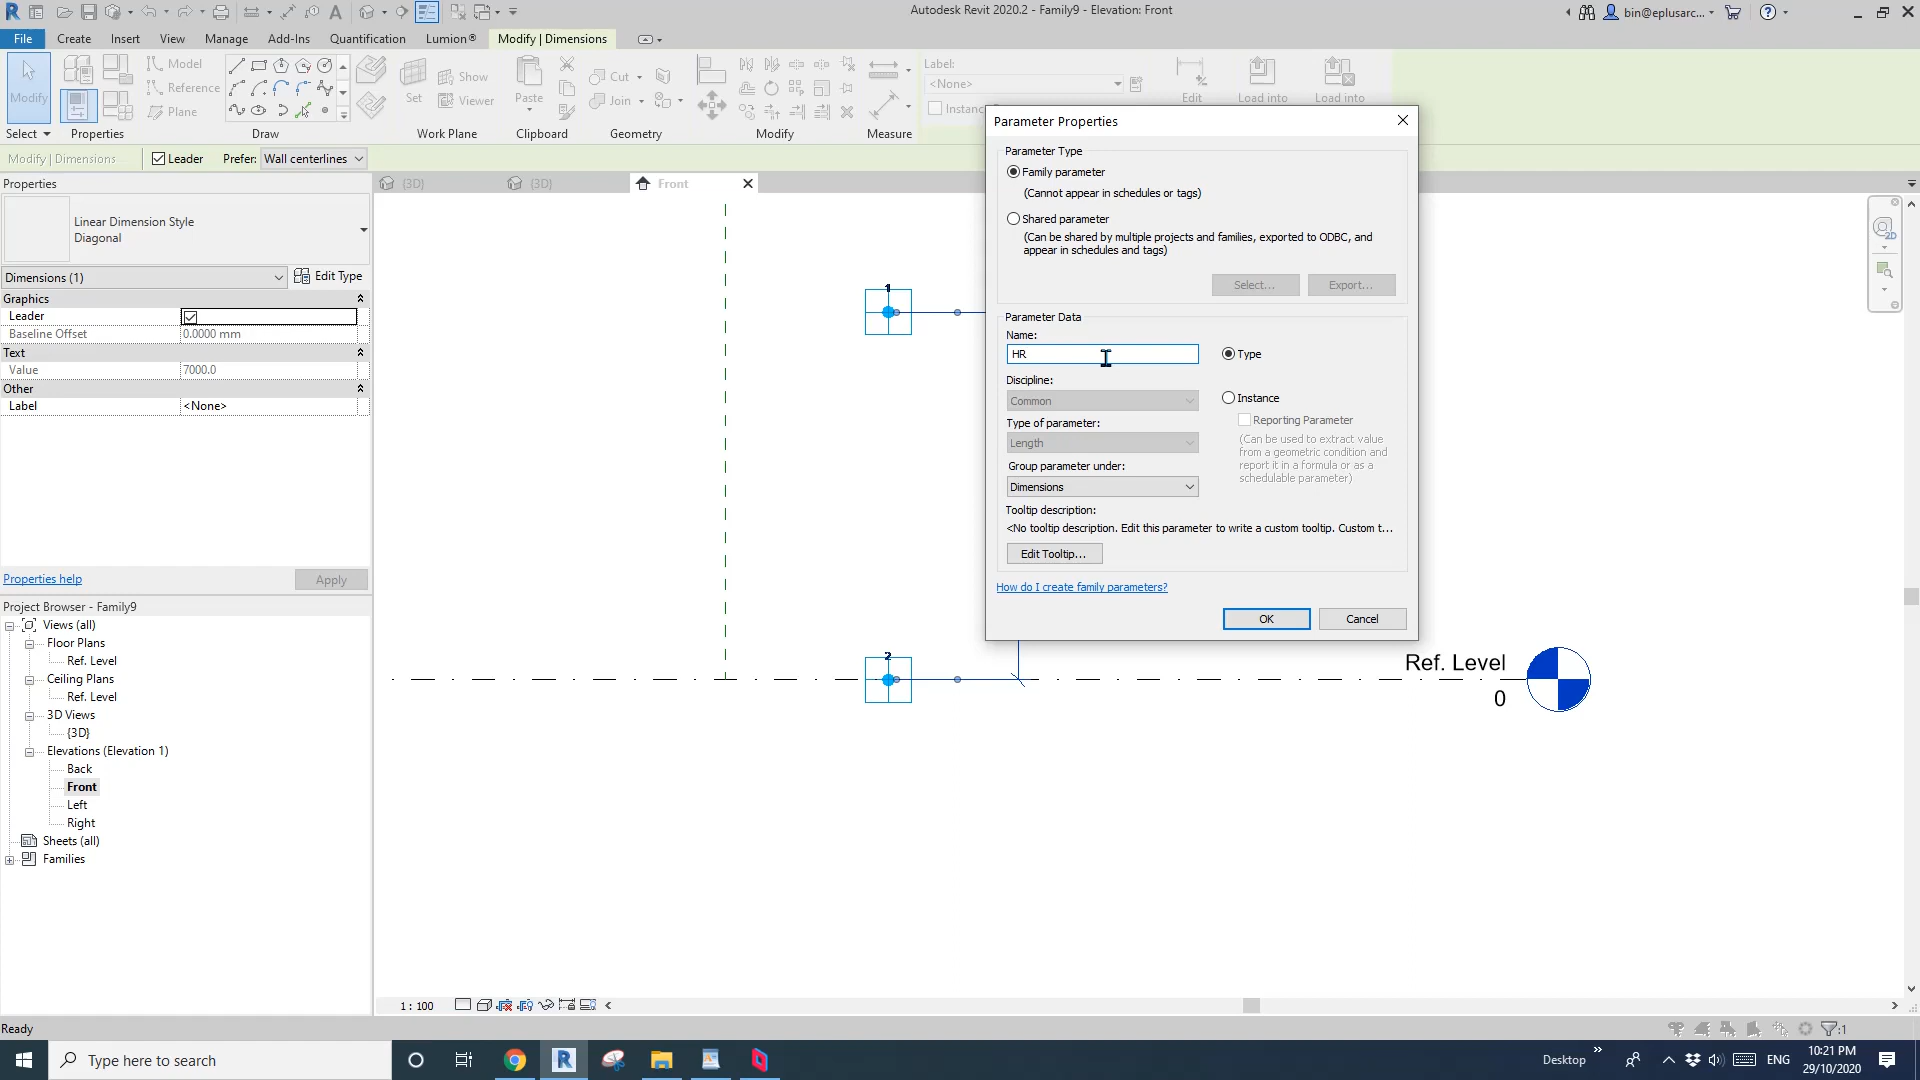 Autodesk Revit 2020.2 - Family9 - Elevation: Front
bin@eplusarc...
File
Create
Insert
View
Manage
Add-Ins
Quantification
Lumion®
Modify | Dimensions
Modify
Model
Reference
Plane
Set
Show
Viewer
Paste
Cut
Join
Label:
<None>
Edit
Load into
Load into
Select
Properties
Draw
Work Plane
Clipboard
Geometry
Modify
Measure
Modify | Dimensions
Leader
Prefer:
Wall centerlines
Properties
Linear Dimension Style
Diagonal
Dimensions (1)
Edit Type
Graphics
Leader
Baseline Offset
0.0000 mm
Text
Value
7000.0
Other
Label
<None>
Properties help
Apply
Project Browser - Family9
Views (all)
Floor Plans
Ref. Level
Ceiling Plans
Ref. Level
3D Views
{3D}
Elevations (Elevation 1)
Back
Front
Left
Right
Sheets (all)
Families
{3D}
{3D}
Front
1
2
Ref. Level
0
Parameter Properties
Parameter Type
Family parameter
(Cannot appear in schedules or tags)
Shared parameter
(Can be shared by multiple projects and families, exported to ODBC, and
appear in schedules and tags)
Select...
Export...
Parameter Data
Name:
HR
Type
Discipline:
Common
Instance
Type of parameter:
Reporting Parameter
Length
(Can be used to extract value
from a geometric condition and
report it in a formula or as a
schedulable parameter)
Group parameter under:
Dimensions
Tooltip description:
<No tooltip description. Edit this parameter to write a custom tooltip. Custom t...
Edit Tooltip...
How do I create family parameters?
OK
Cancel
1 : 100
Ready
:1
Type here to search
Desktop
ENG
10:21 PM
29/10/2020